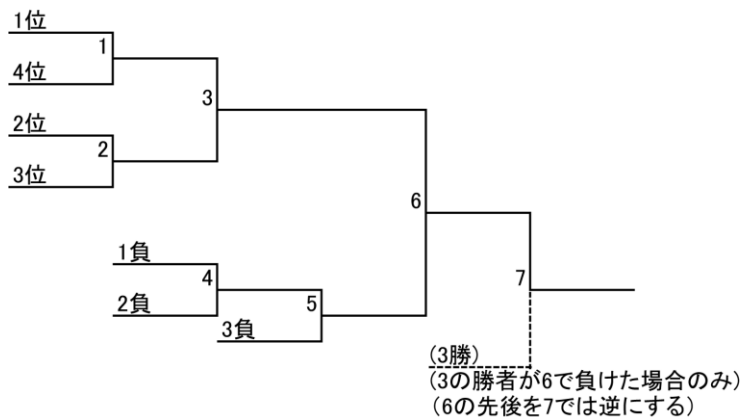 1位
1
4位
3
2位
2
3位
6
1負
4
7
2負
5
3負
(3勝)
(3の勝者が6で負けた場合のみ)
(6の先後を7では逆にする)